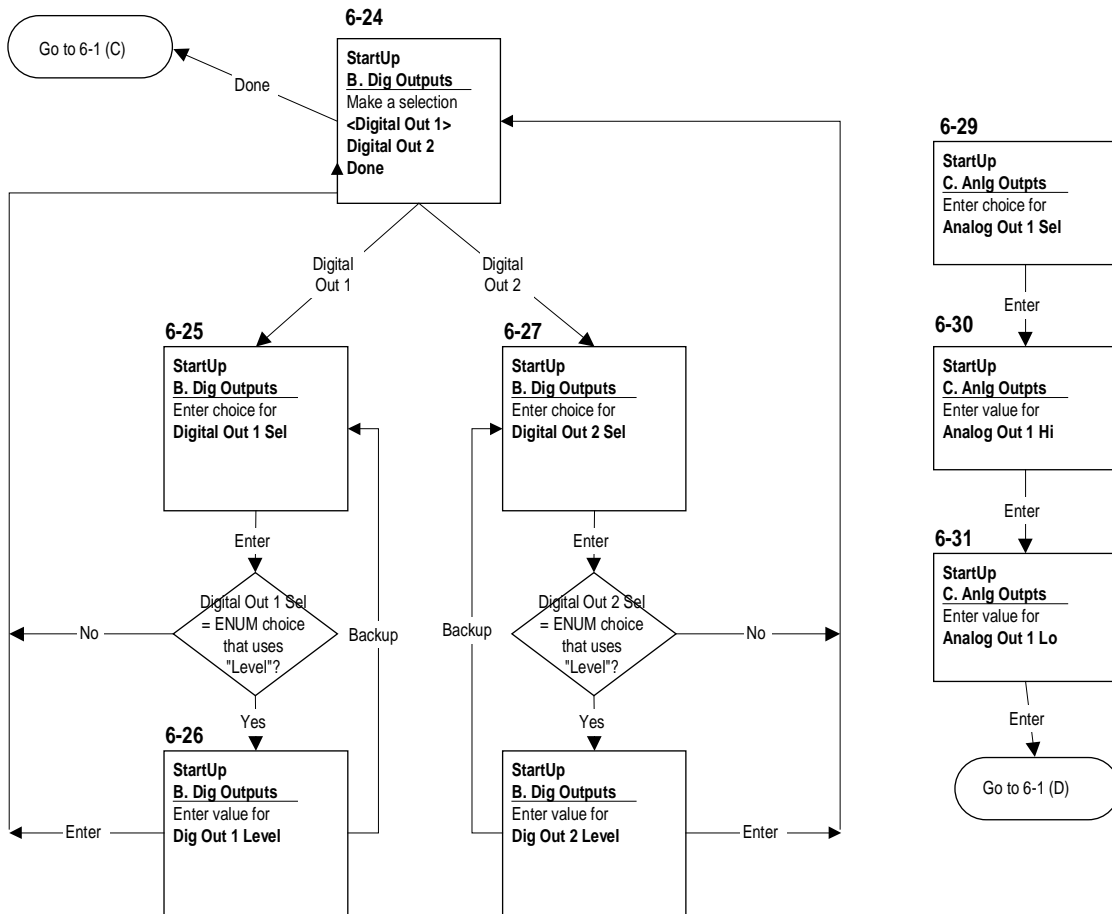 6-24
Go to 6-1 (C)
Done
StartUp
B. Dig Outputs
Make a selection
<Digital Out 1>
Digital Out 2
Done
Digital
Out 1
Digital
Out 2
6-25
StartUp
B. Dig Outputs
Enter choice for
Digital Out 1 Sel
Enter
Digital Out 1 Sel
= ENUM choice
that uses
"Level"?
No
Backup
Yes
6-26
StartUp
B. Dig Outputs
Enter value for
Dig Out 1 Level
Enter
6-27
StartUp
B. Dig Outputs
Enter choice for
Digital Out 2 Sel
Enter
Digital Out 2 Sel
= ENUM choice
that uses
"Level"?
Backup
No
Yes
StartUp
B. Dig Outputs
Enter value for
Dig Out 2 Level
Enter
6-29
StartUp
C. Anlg Outpts
Enter choice for
Analog Out 1 Sel
Enter
6-30
StartUp
C. Anlg Outpts
Enter value for
Analog Out 1 Hi
Enter
6-31
StartUp
C. Anlg Outpts
Enter value for
Analog Out 1 Lo
Enter
Go to 6-1 (D)